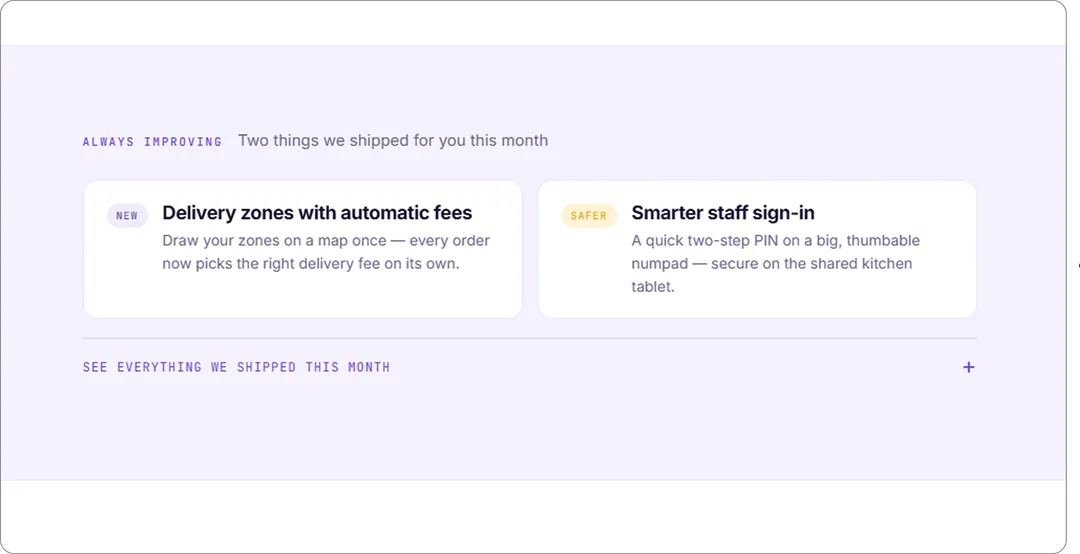 ALWAYS IMPROVING Two things we shipped for you this month
NEW
Delivery zones with automatic fees
Draw your zones on a map once — every order
now picks the right delivery fee on its own.
SAFER
Smarter staff sign-in
A quick two-step PIN on a big, thumbable
numpad — secure on the shared kitchen
tablet.
SEE EVERYTHING WE SHIPPED THIS MONTH +